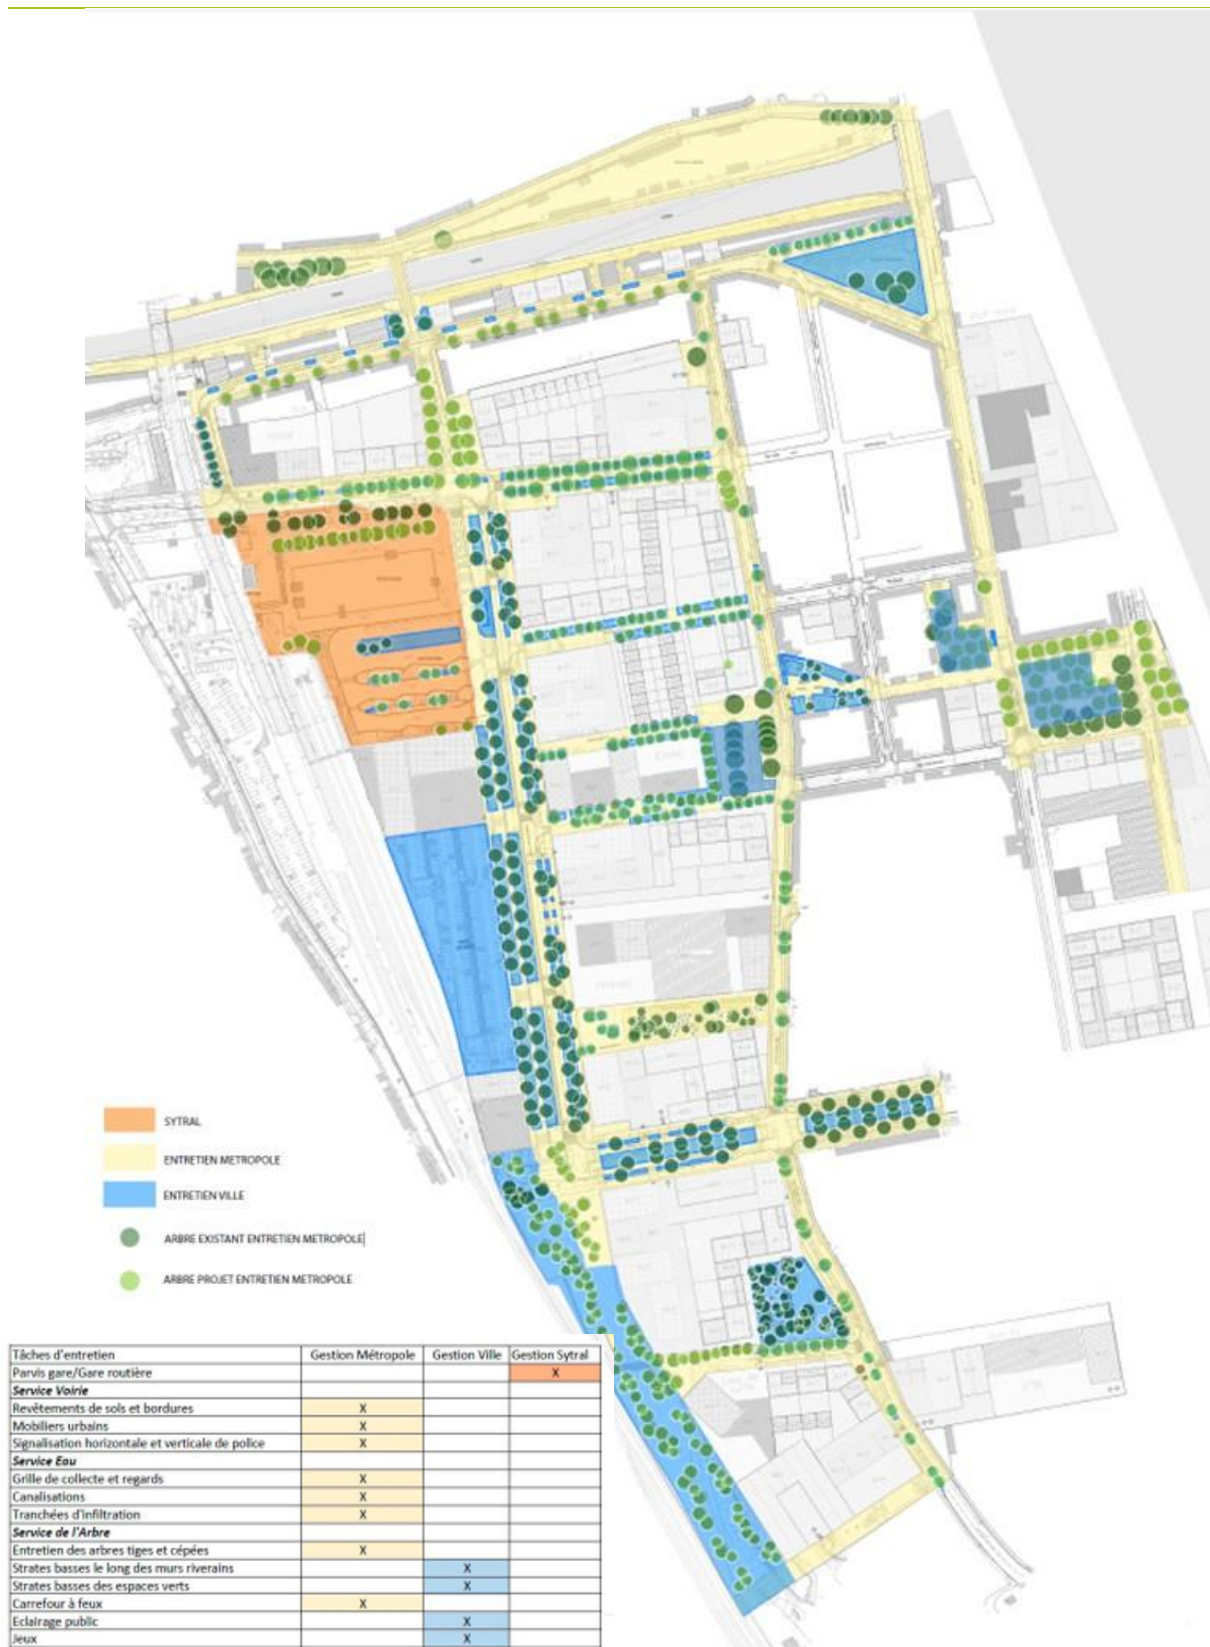 SYTRAL
ENTRETIEN METROPOLE
ENTRETIEN VILLE
ARBRE EXISTANT ENTRETIEN METROPOLE
ARBRE PROJET ENTRETIEN METROPOLE
Tâches d'entretien Gestion Métropole Gestion Ville Gestion Sytral
Parvis gare/Gare routière X
Service Voirie
Revêtements de sols et bordures X
Mobiliers urbains X
Signalisation horizontale et verticale de police X
Service Eau
Grille de collecte et regards X
Canalisations X
Tranchées d'infiltration X
Service de l'Arbre
Entretien des arbres tiges et cépées X
Strates basses le long des murs riverains X
Strates basses des espaces verts X
Carrefour à feux X
Eclairage public X
Jeux X